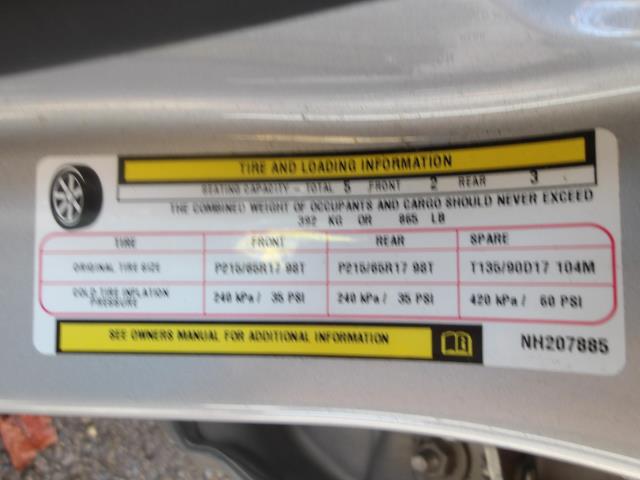 TIRE AND LOADING INFORMATION
SEATING CAPACITY – TOTAL 5 FRONT 2 REAR 3
THE COMBINED WEIGHT OF OCCUPANTS AND CARGO SHOULD NEVER EXCEED
392 KG OR 865 LB
TIRE FRONT REAR SPARE
ORIGINAL TIRE SIZE P215/65R17 98T P215/65R17 98T T135/90D17 104M
COLD TIRE INFLATION PRESSURE 240 kPa / 35 PSI 240 kPa / 35 PSI 420 kPa / 60 PSI
SEE OWNERS MANUAL FOR ADDITIONAL INFORMATION
NH207885